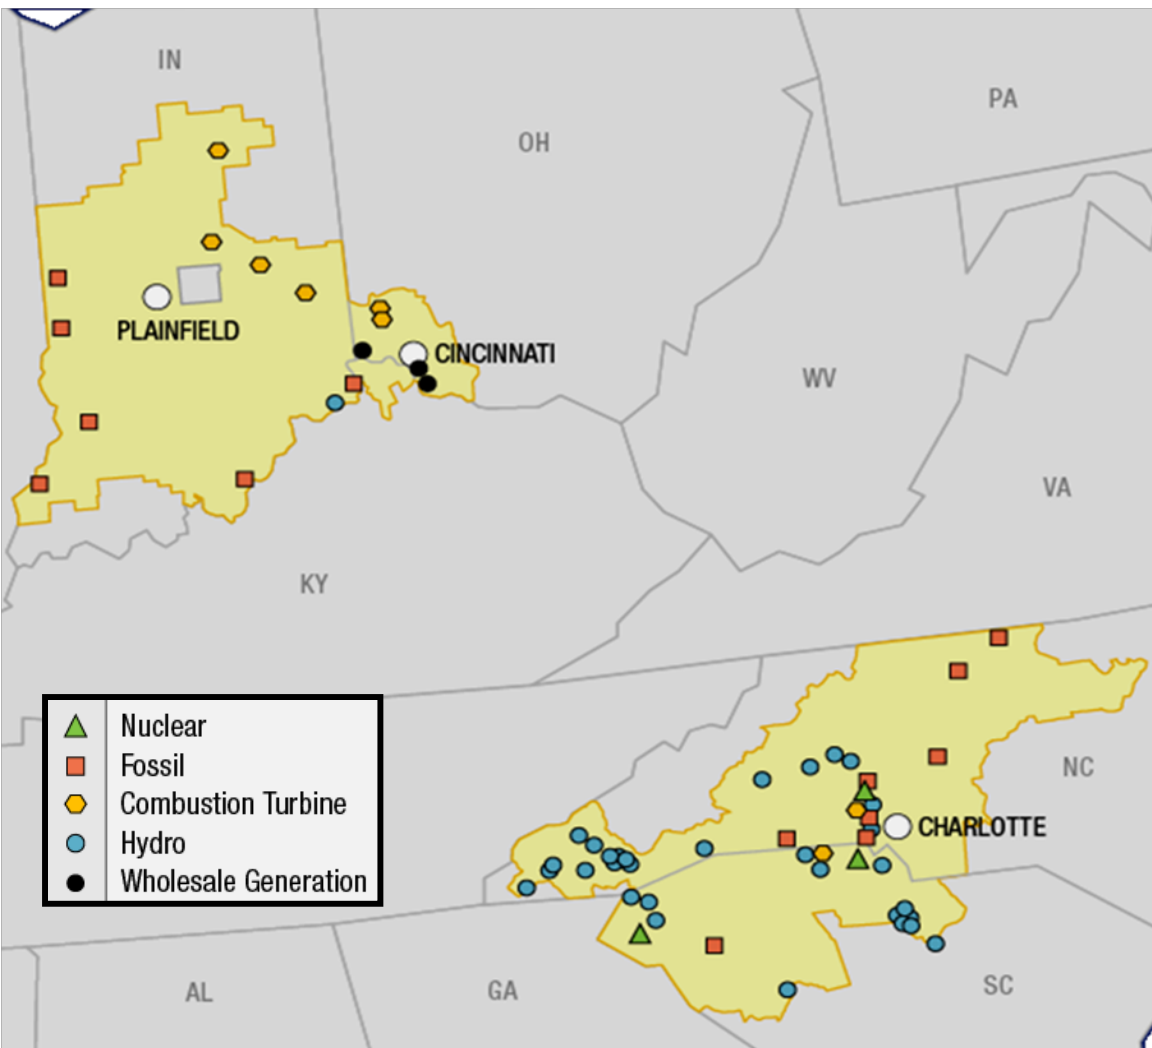 IN
PA
OH
PLAINFIELD
CINCINNATI
WV
VA
KY
Nuclear
Fossil
Combustion Turbine
Hydro
Wholesale Generation
NC
CHARLOTTE
AL
GA
SC